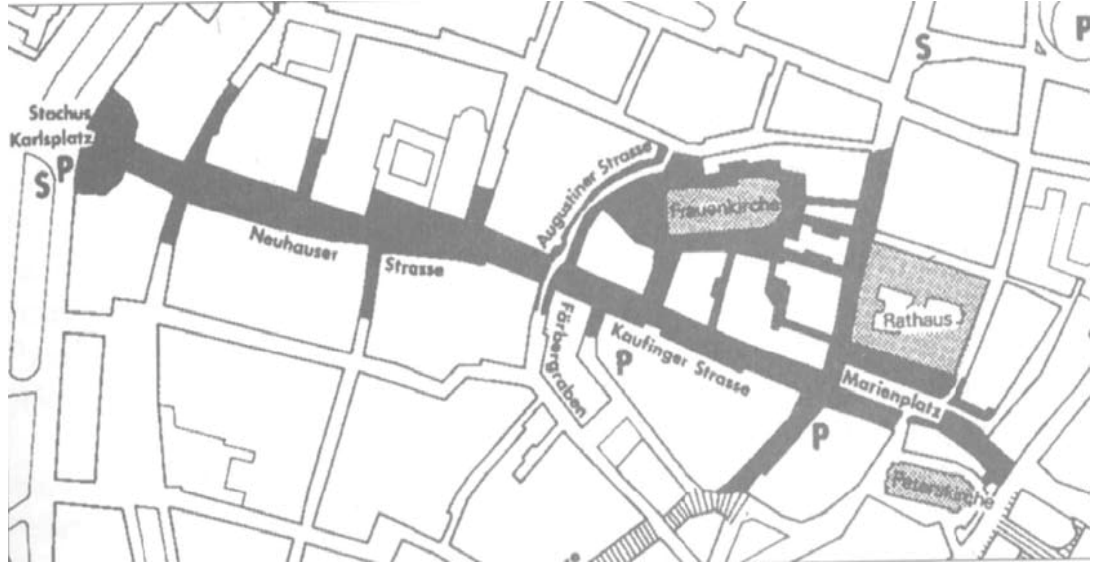 S
P
Stachus
Karlsplatz
P
S
Neuhauser
Strasse
Augustiner Strasse
Frauenkirche
Färbergraben
P
Kaufinger Strasse
Rathaus
Marienplatz
P
Peterskirche